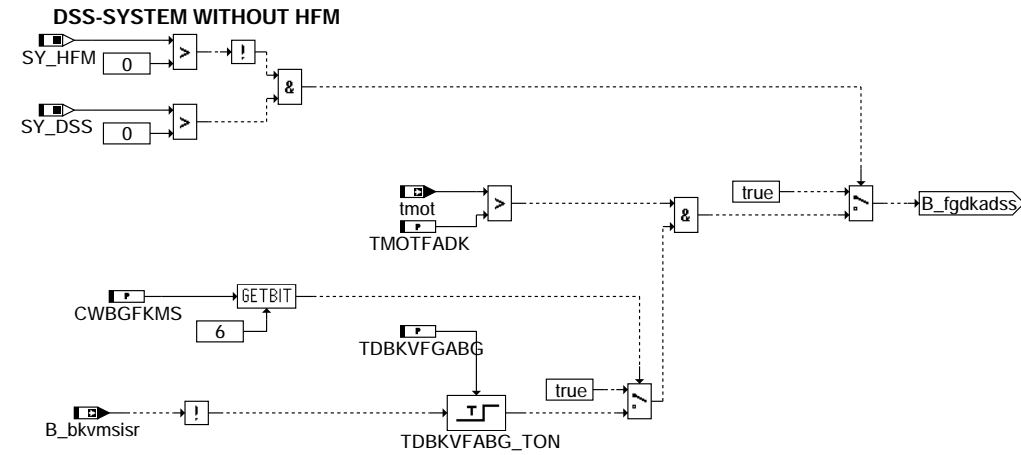 DSS-SYSTEM WITHOUT HFM
SY_HFM
0
>
!
&
SY_DSS
0
>
tmot
TMOTFADK
>
&
true
B_fgdkadss
CWBGFKMS
P
GETBIT
6
P
TDBKVFGABG
true
B_bkvmsisr
!
T
TDBKVFABG_TON
P